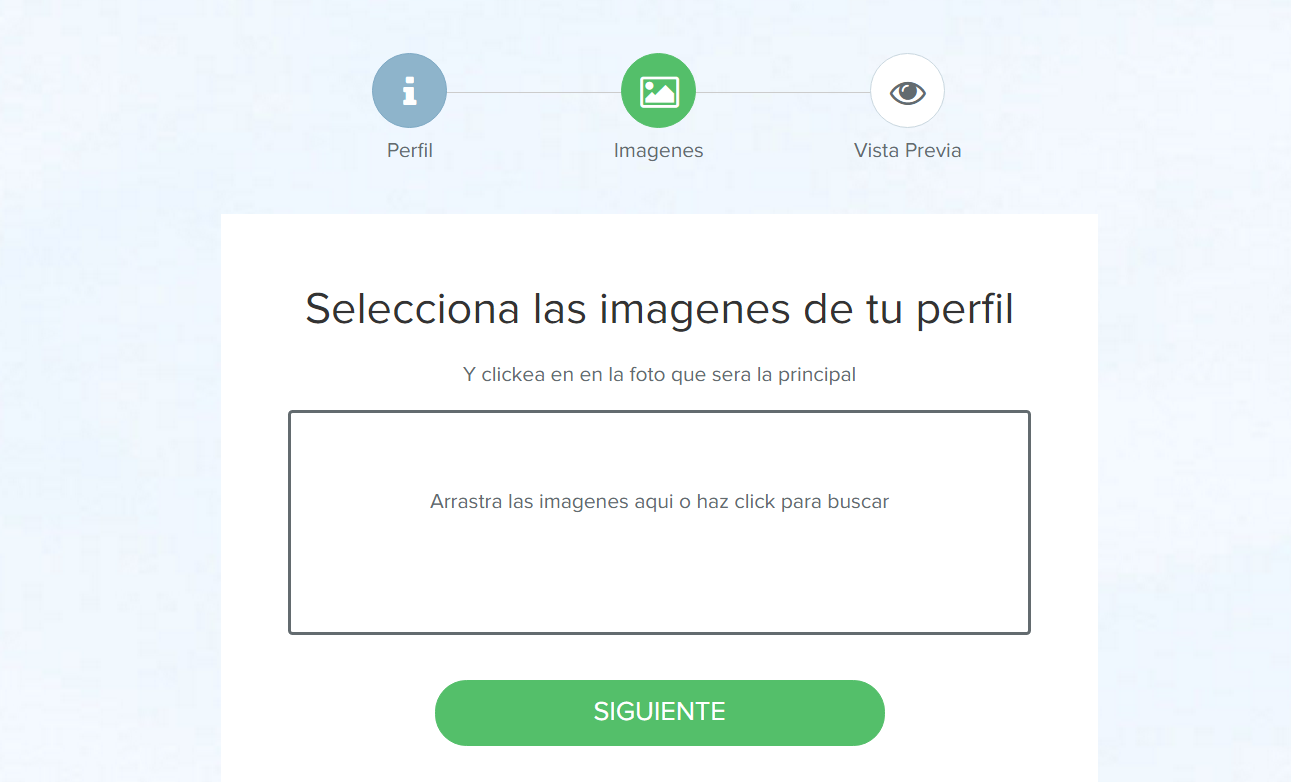 Perfil
Imagenes
Vista Previa
Selecciona las imagenes de tu perfil
Y clickea en en la foto que sera la principal
Arrastra las imagenes aqui o haz click para buscar
SIGUIENTE